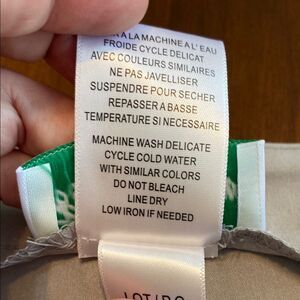 A LA MACHINE A L' EAU
FROIDE CYCLE DELICAT
AVEC COULEURS SIMILAIRES
NE PAS JAVELLISER
SUSPENDRE POUR SECHER
REPASSER A BASSE
TEMPERATURE SI NECESSAIRE
MACHINE WASH DELICATE
CYCLE COLD WATER
WITH SIMILAR COLORS
DO NOT BLEACH
LINE DRY
LOW IRON IF NEEDED